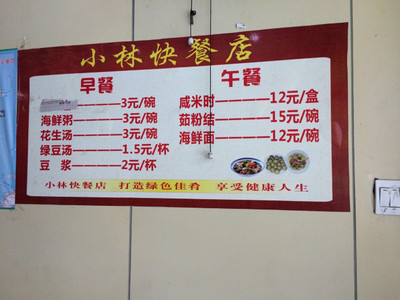 小林快餐店
早餐
3元/碗
海鲜粥————3元/碗
花生汤————3元/碗
绿豆汤————1.5元/杯
豆 浆————2元/杯
午餐
咸米时————12元/盒
茹粉结————15元/碗
海鲜面————12元/碗
小林快餐店 打造绿色佳肴 享受健康人生